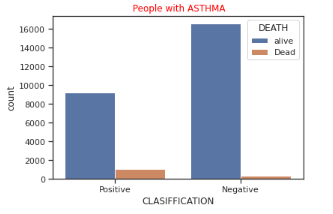 People with ASTHMA
DEATH
alive
Dead
16000
14000
12000
10000
8000
6000
4000
2000
0
count
Positive
Negative
CLASIFFICATION